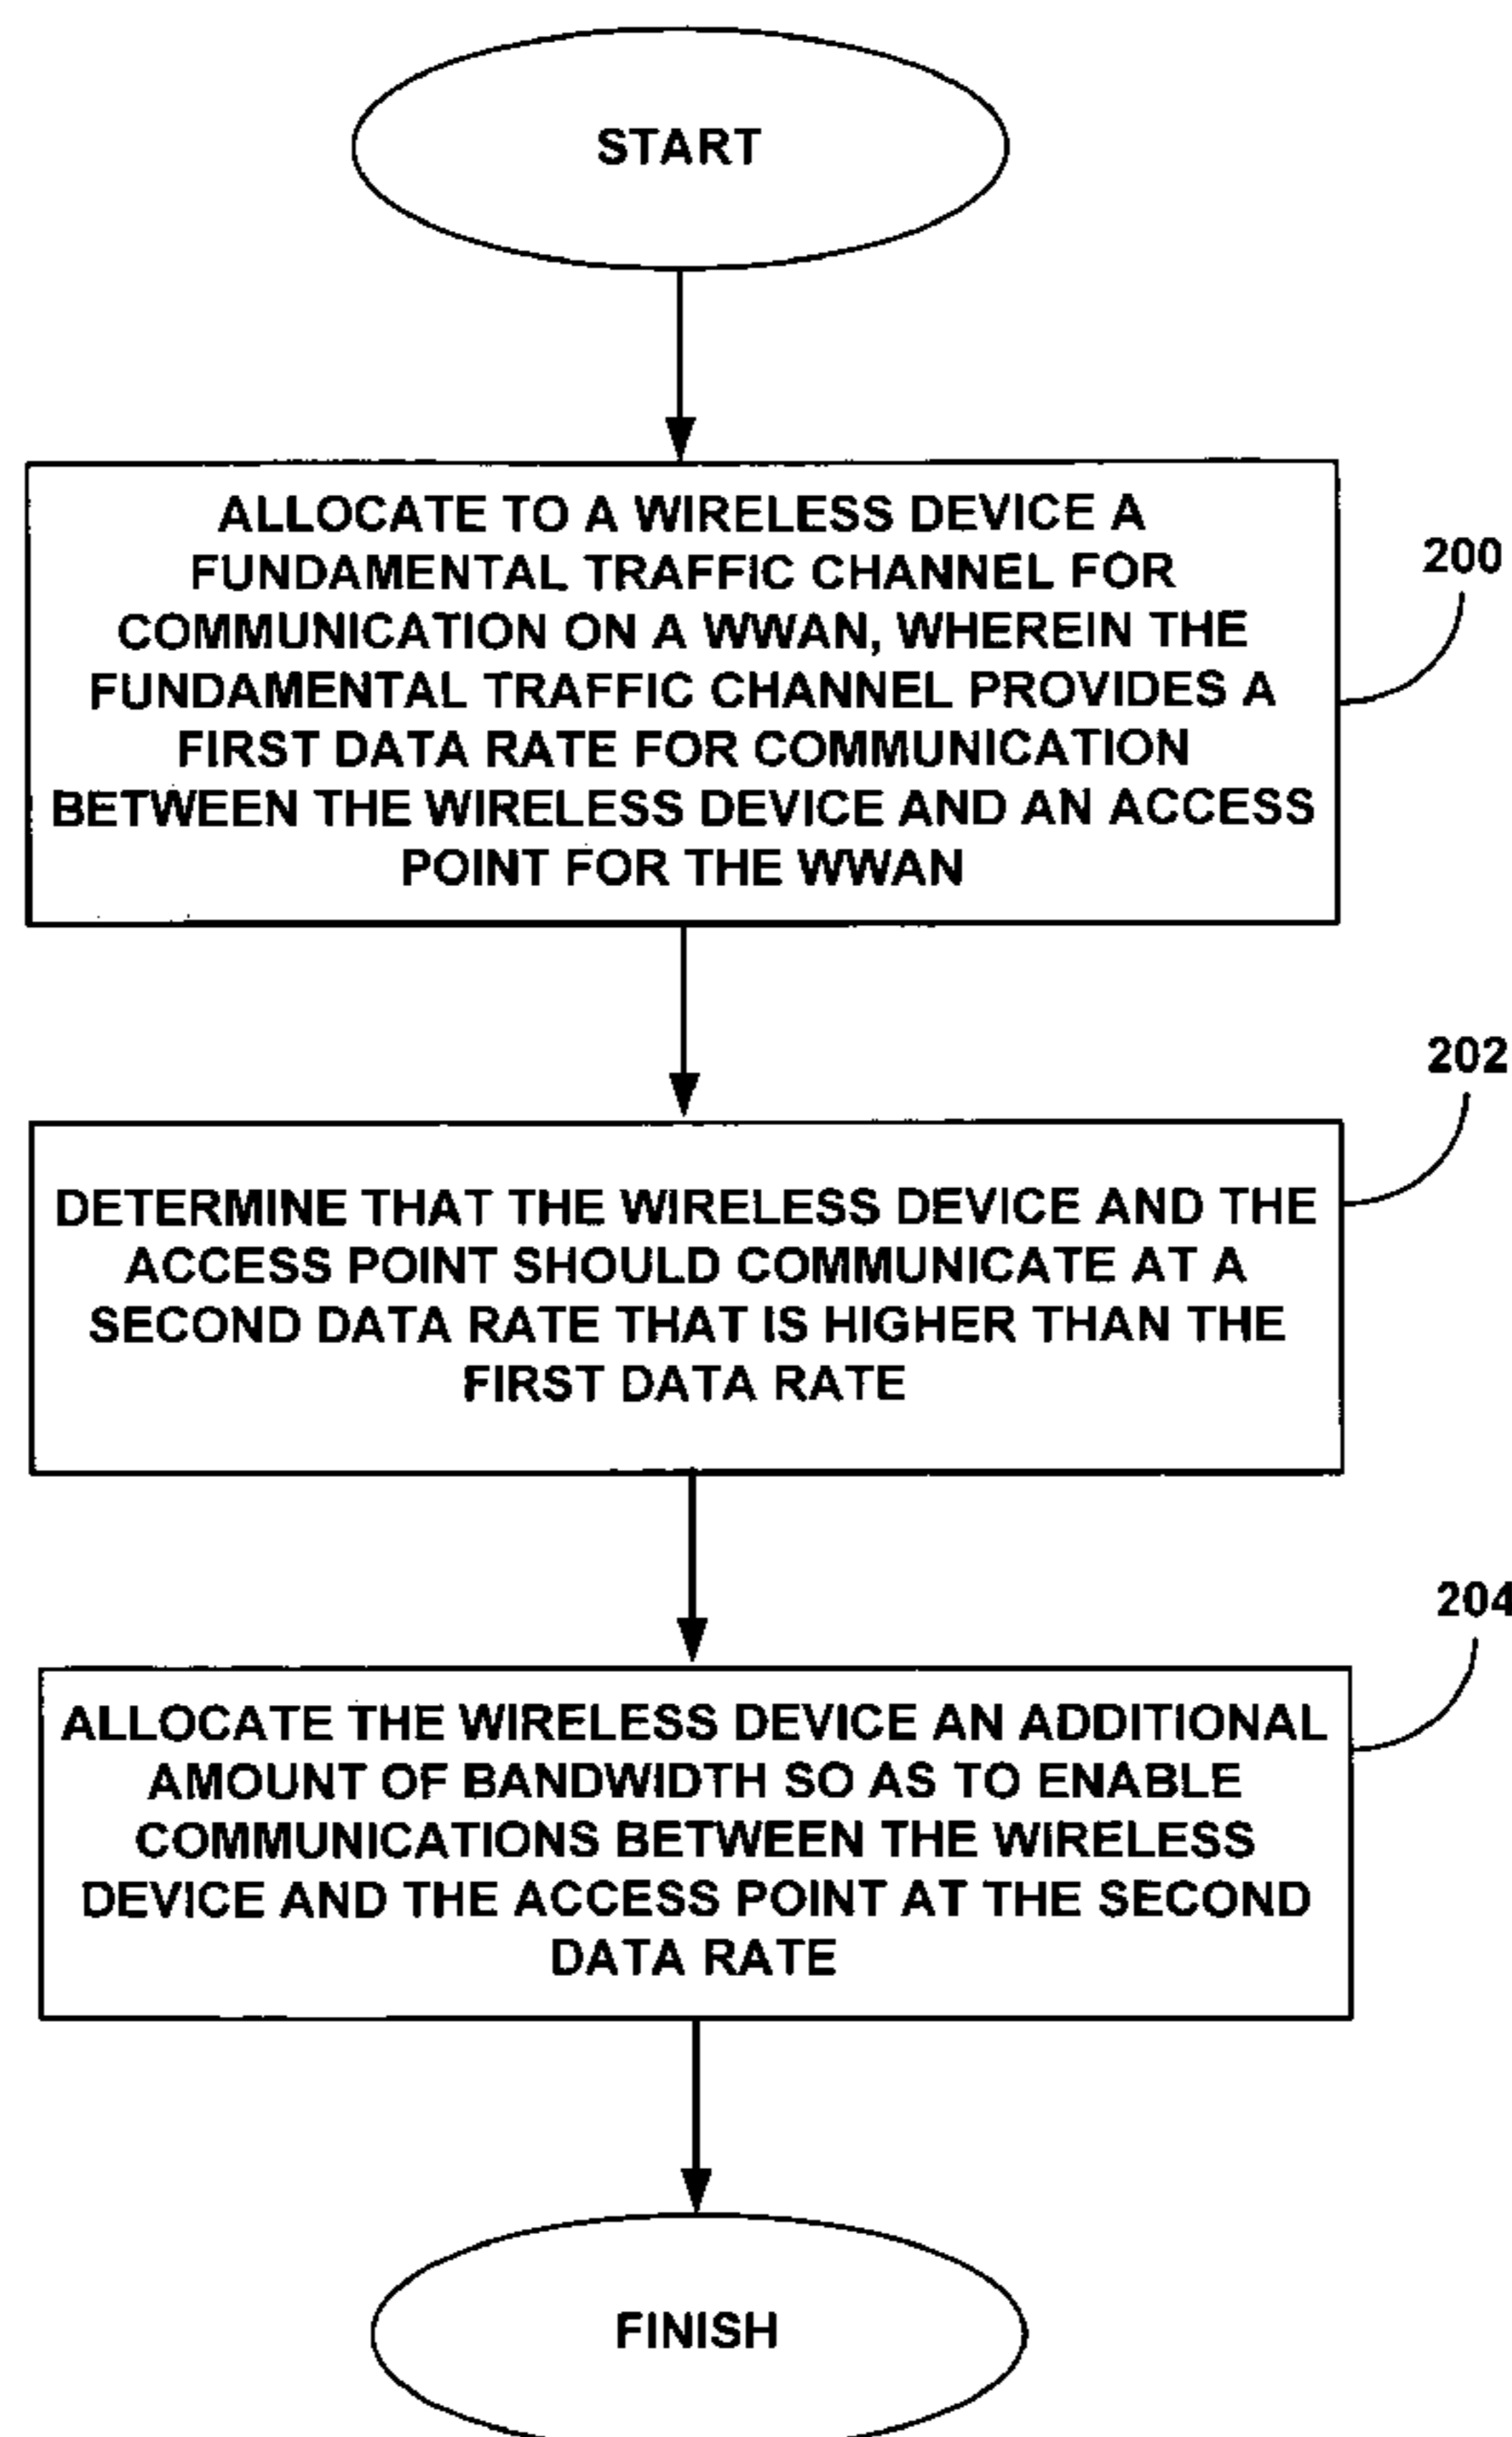 START
ALLOCATE TO A WIRELESS DEVICE A
FUNDAMENTAL TRAFFIC CHANNEL FOR
COMMUNICATION ON A WWAN, WHEREIN THE
FUNDAMENTAL TRAFFIC CHANNEL PROVIDES A
FIRST DATA RATE FOR COMMUNICATION
BETWEEN THE WIRELESS DEVICE AND AN ACCESS
POINT FOR THE WWAN
200
202
DETERMINE THAT THE WIRELESS DEVICE AND THE
ACCESS POINT SHOULD COMMUNICATE AT A
SECOND DATA RATE THAT IS HIGHER THAN THE
FIRST DATA RATE
204
ALLOCATE THE WIRELESS DEVICE AN ADDITIONAL
AMOUNT OF BANDWIDTH SO AS TO ENABLE
COMMUNICATIONS BETWEEN THE WIRELESS
DEVICE AND THE ACCESS POINT AT THE SECOND
DATA RATE
FINISH